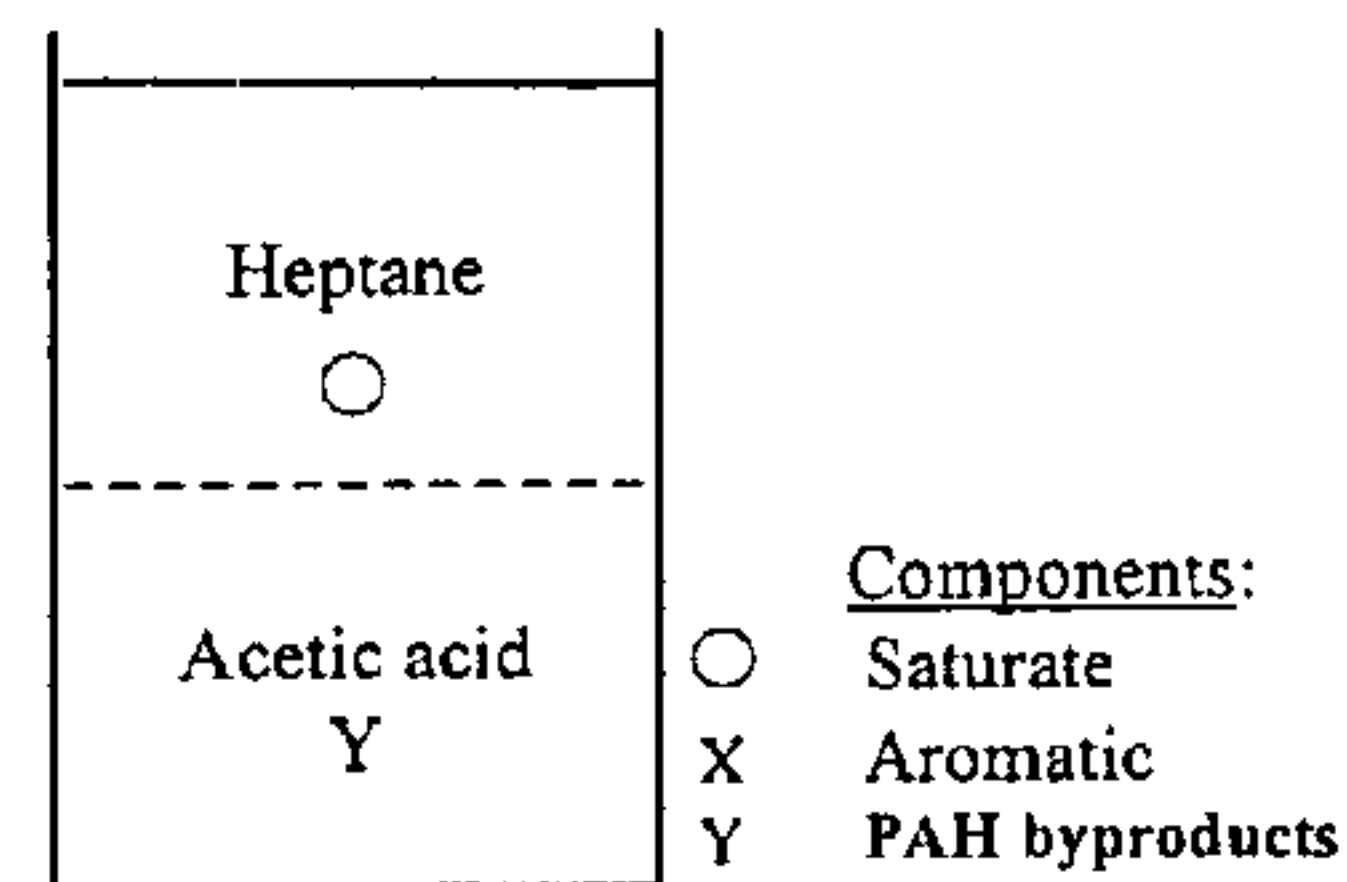 Heptane
Acetic acid
Y
Components:
Saturate
X Aromatic
Y PAH byproducts